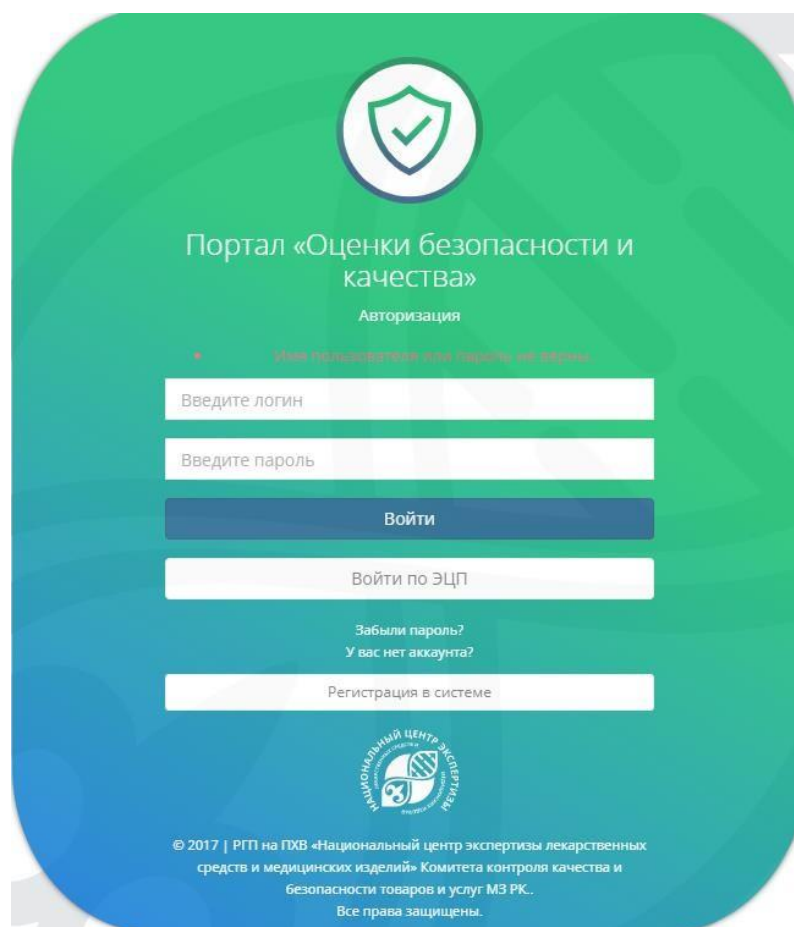 Портал «Оценки безопасности и
качества»
Авторизация
Имя пользователя или пароль не верны.
Введите логин
Введите пароль
Войти
Войти по ЭЦП
Забыли пароль?
У вас нет аккаунта?
Регистрация в системе
НАЦИОНАЛЬНЫЙ ЦЕНТР ЭКСПЕРТИЗЫ
© 2017 | РГП на ПХВ «Национальный центр экспертизы лекарственных
средств и медицинских изделий» Комитета контроля качества и
безопасности товаров и услуг МЗ РК..
Все права защищены.